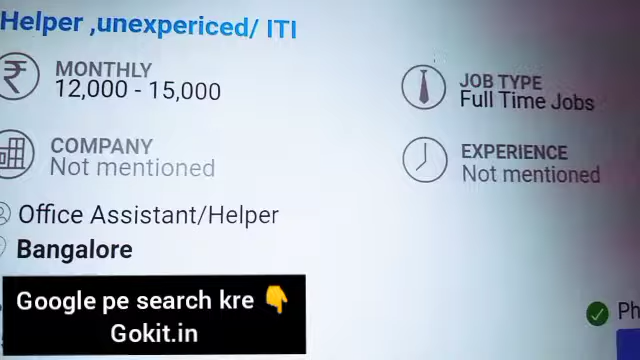 Helper ,unexpericed/ ITI
MONTHLY
12,000 - 15,000
JOB TYPE
Full Time Jobs
COMPANY
Not mentioned
EXPERIENCE
Not mentioned
Office Assistant/Helper
Bangalore
Google pe search kre 👇
Gokit.in
Ph